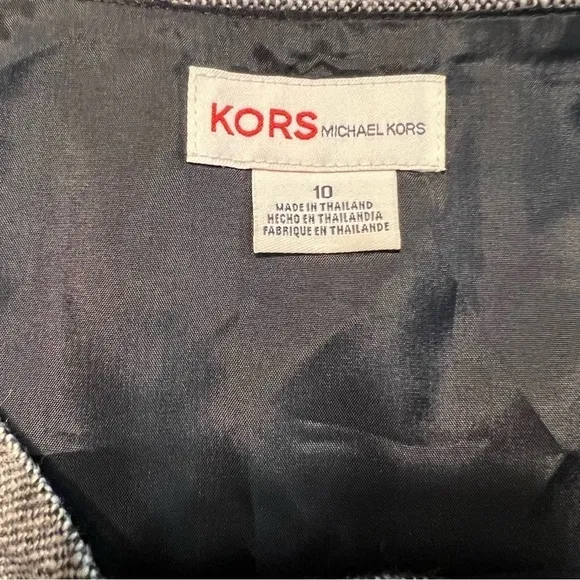 KORS MICHAEL KORS
10
MADE IN THAILAND
HECHO EN THAILANDIA
FABRIQUE EN THAILANDE